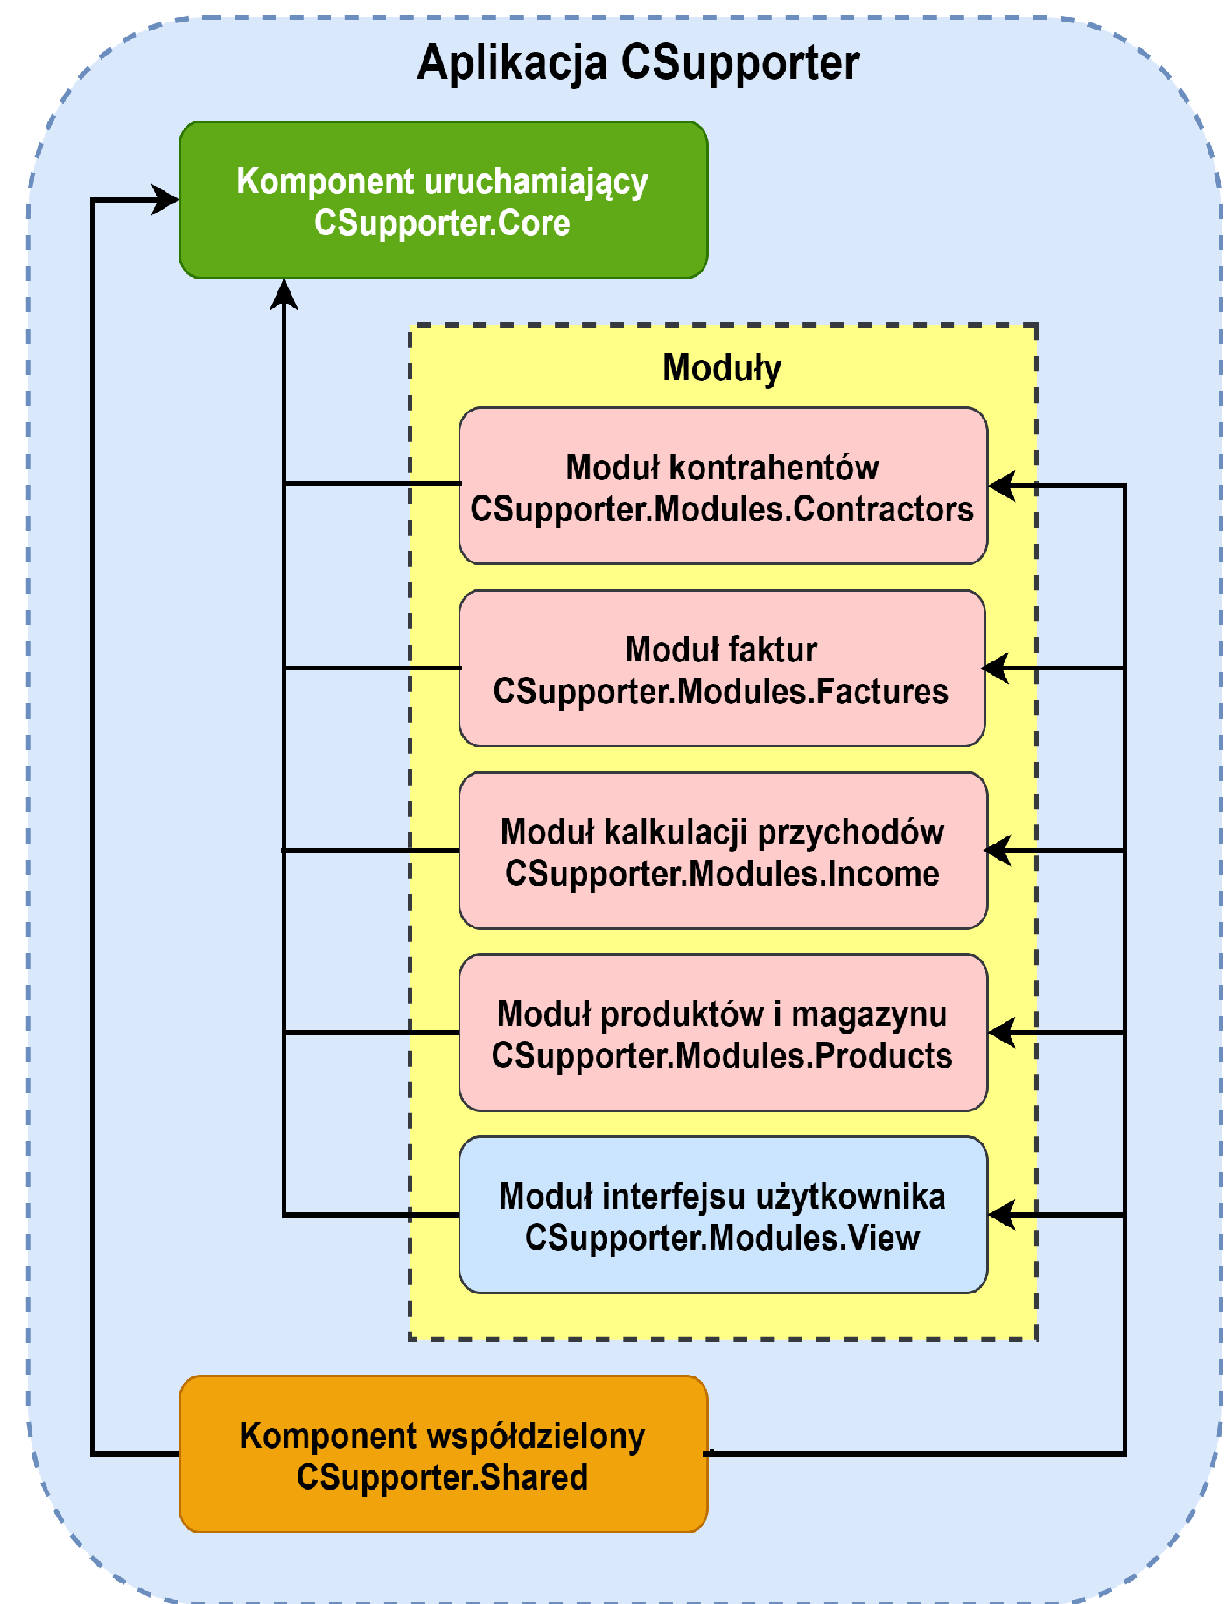 Aplikacja CSupporter
Komponent uruchamiający
CSupporter.Core
Moduły
Moduł kontrahentów
CSupporter.Modules.Contractors
Moduł faktur
CSupporter.Modules.Factures
Moduł kalkulacji przychodów
CSupporter.Modules.Income
Moduł produktów i magazynu
CSupporter.Modules.Products
Moduł interfejsu użytkownika
CSupporter.Modules.View
Komponent współdzielony
CSupporter.Shared